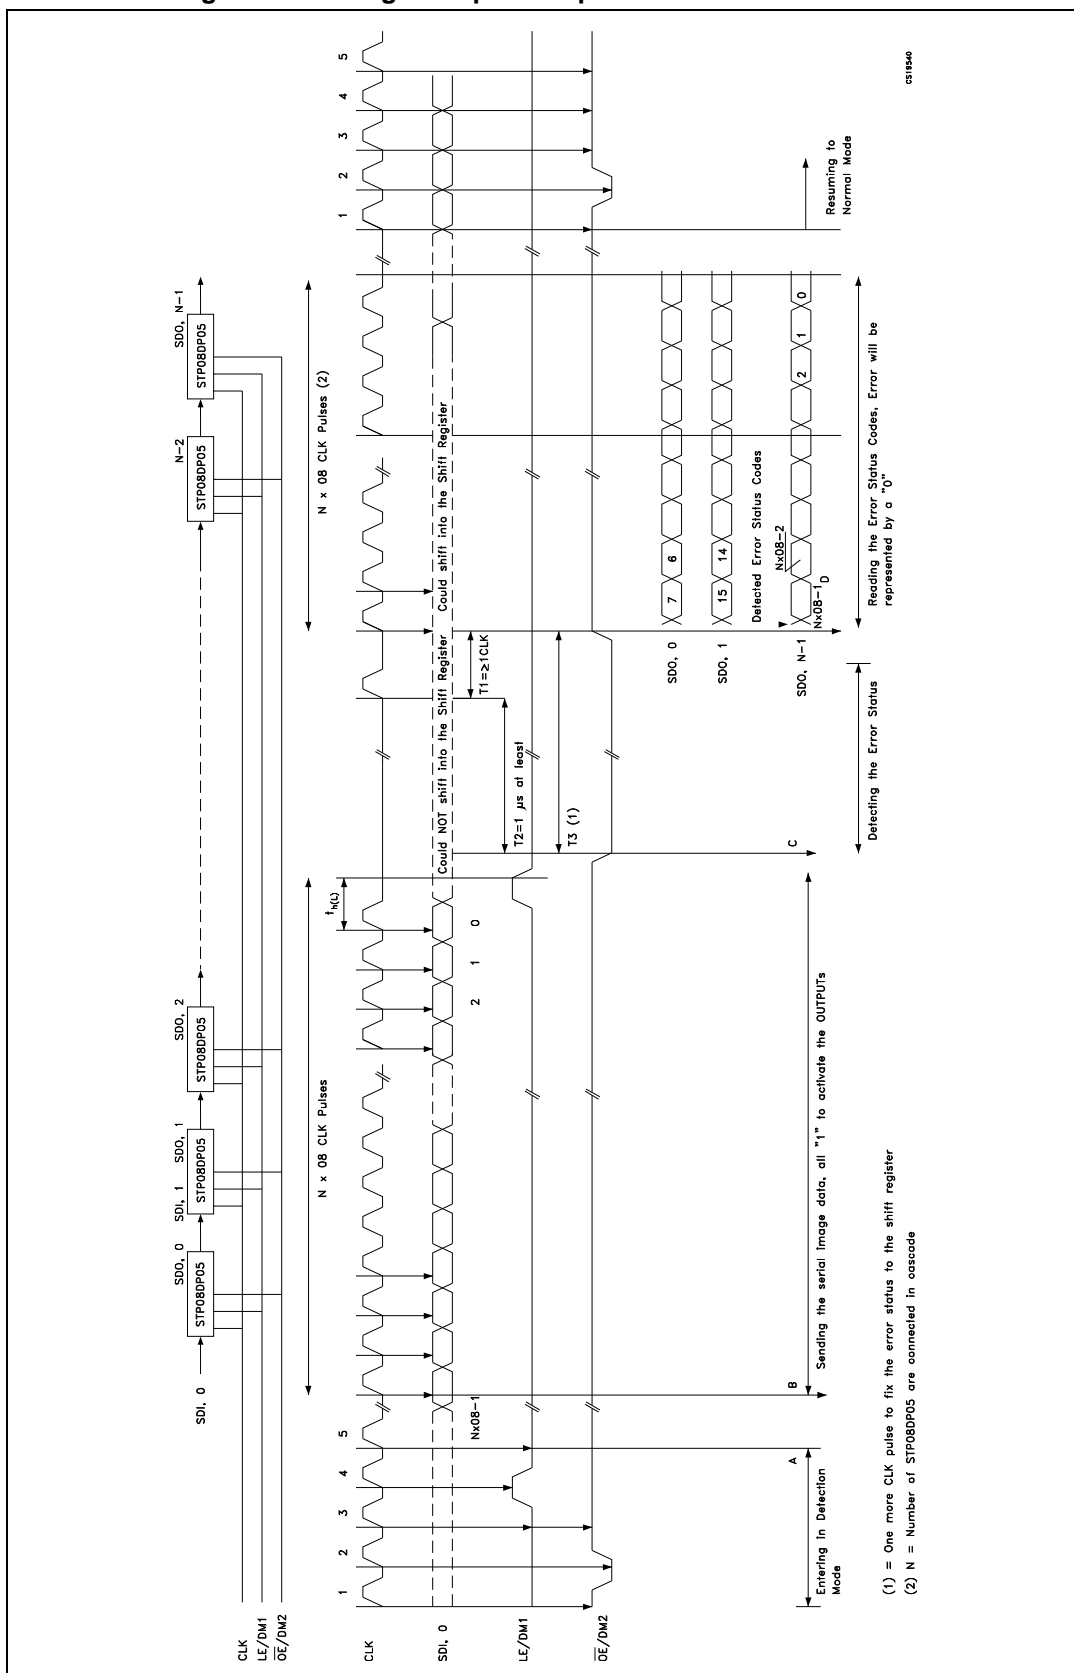 SDI, 0
SDO, 0
SDI, 1
SDO, 1
SDO, 2
N-2
SDO, N-1
STP08DP05
STP08DP05
STP08DP05
STP08DP05
STP08DP05
CLK
LE/DM1
OE/DM2
N x 08 CLK Pulses
N x 08 CLK Pulses (2)
1 2 3 4 5
1 2 3 4 5
CLK
th(L)
SDI, 0
Could NOT shift into the Shift Register
Could shift into the Shift Register
Nx08-1
2 1 0
T1=≥1CLK
T2=1 µs at least
LE/DM1
T3 (1)
OE/DM2
SDO, 0
7 6
SDO, 1
15 14
Detected Error Status Codes
Nx08-2
SDO, N-1
2 1 0
Nx08-1
A
B
C
D
Entering in Detection
Mode
Sending the serial image data, all "1" to activate the OUTPUTs
Detecting the Error Status
Reading the Error Status Codes, Error will be
represented by a "0"
Resuming to
Normal Mode
(1) = One more CLK pulse to fix the error status to the shift register
(2) N = Number of STP08DP05 are connected in cascade
CS19540